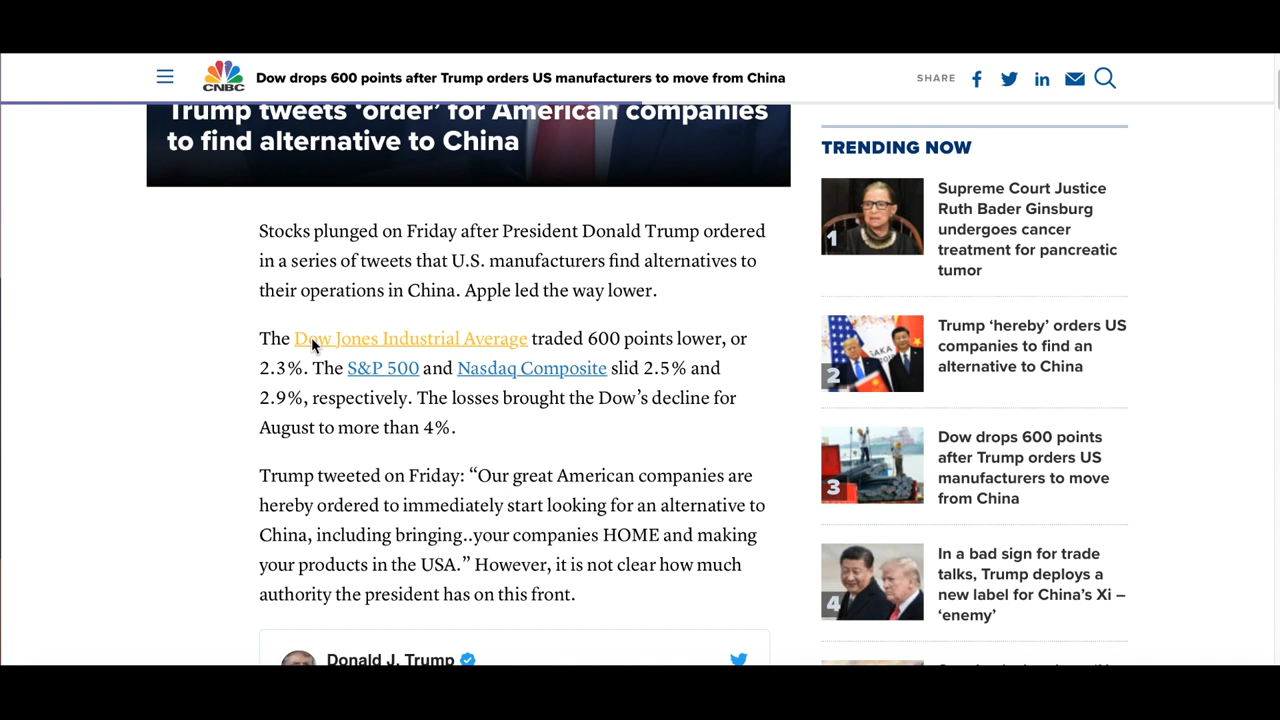 CNBC
Dow drops 600 points after Trump orders US manufacturers to move from China
SHARE
Trump tweets ‘order’ for American companies
to find alternative to China
Stocks plunged on Friday after President Donald Trump ordered
in a series of tweets that U.S. manufacturers find alternatives to
their operations in China. Apple led the way lower.
The Dow Jones Industrial Average traded 600 points lower, or
2.3%. The S&P 500 and Nasdaq Composite slid 2.5% and
2.9%, respectively. The losses brought the Dow’s decline for
August to more than 4%.
Trump tweeted on Friday: “Our great American companies are
hereby ordered to immediately start looking for an alternative to
China, including bringing..your companies HOME and making
your products in the USA.” However, it is not clear how much
authority the president has on this front.
Donald J. Trump
TRENDING NOW
1
Supreme Court Justice
Ruth Bader Ginsburg
undergoes cancer
treatment for pancreatic
tumor
2
Trump ‘hereby’ orders US
companies to find an
alternative to China
3
Dow drops 600 points
after Trump orders US
manufacturers to move
from China
4
In a bad sign for trade
talks, Trump deploys a
new label for China’s Xi –
‘enemy’